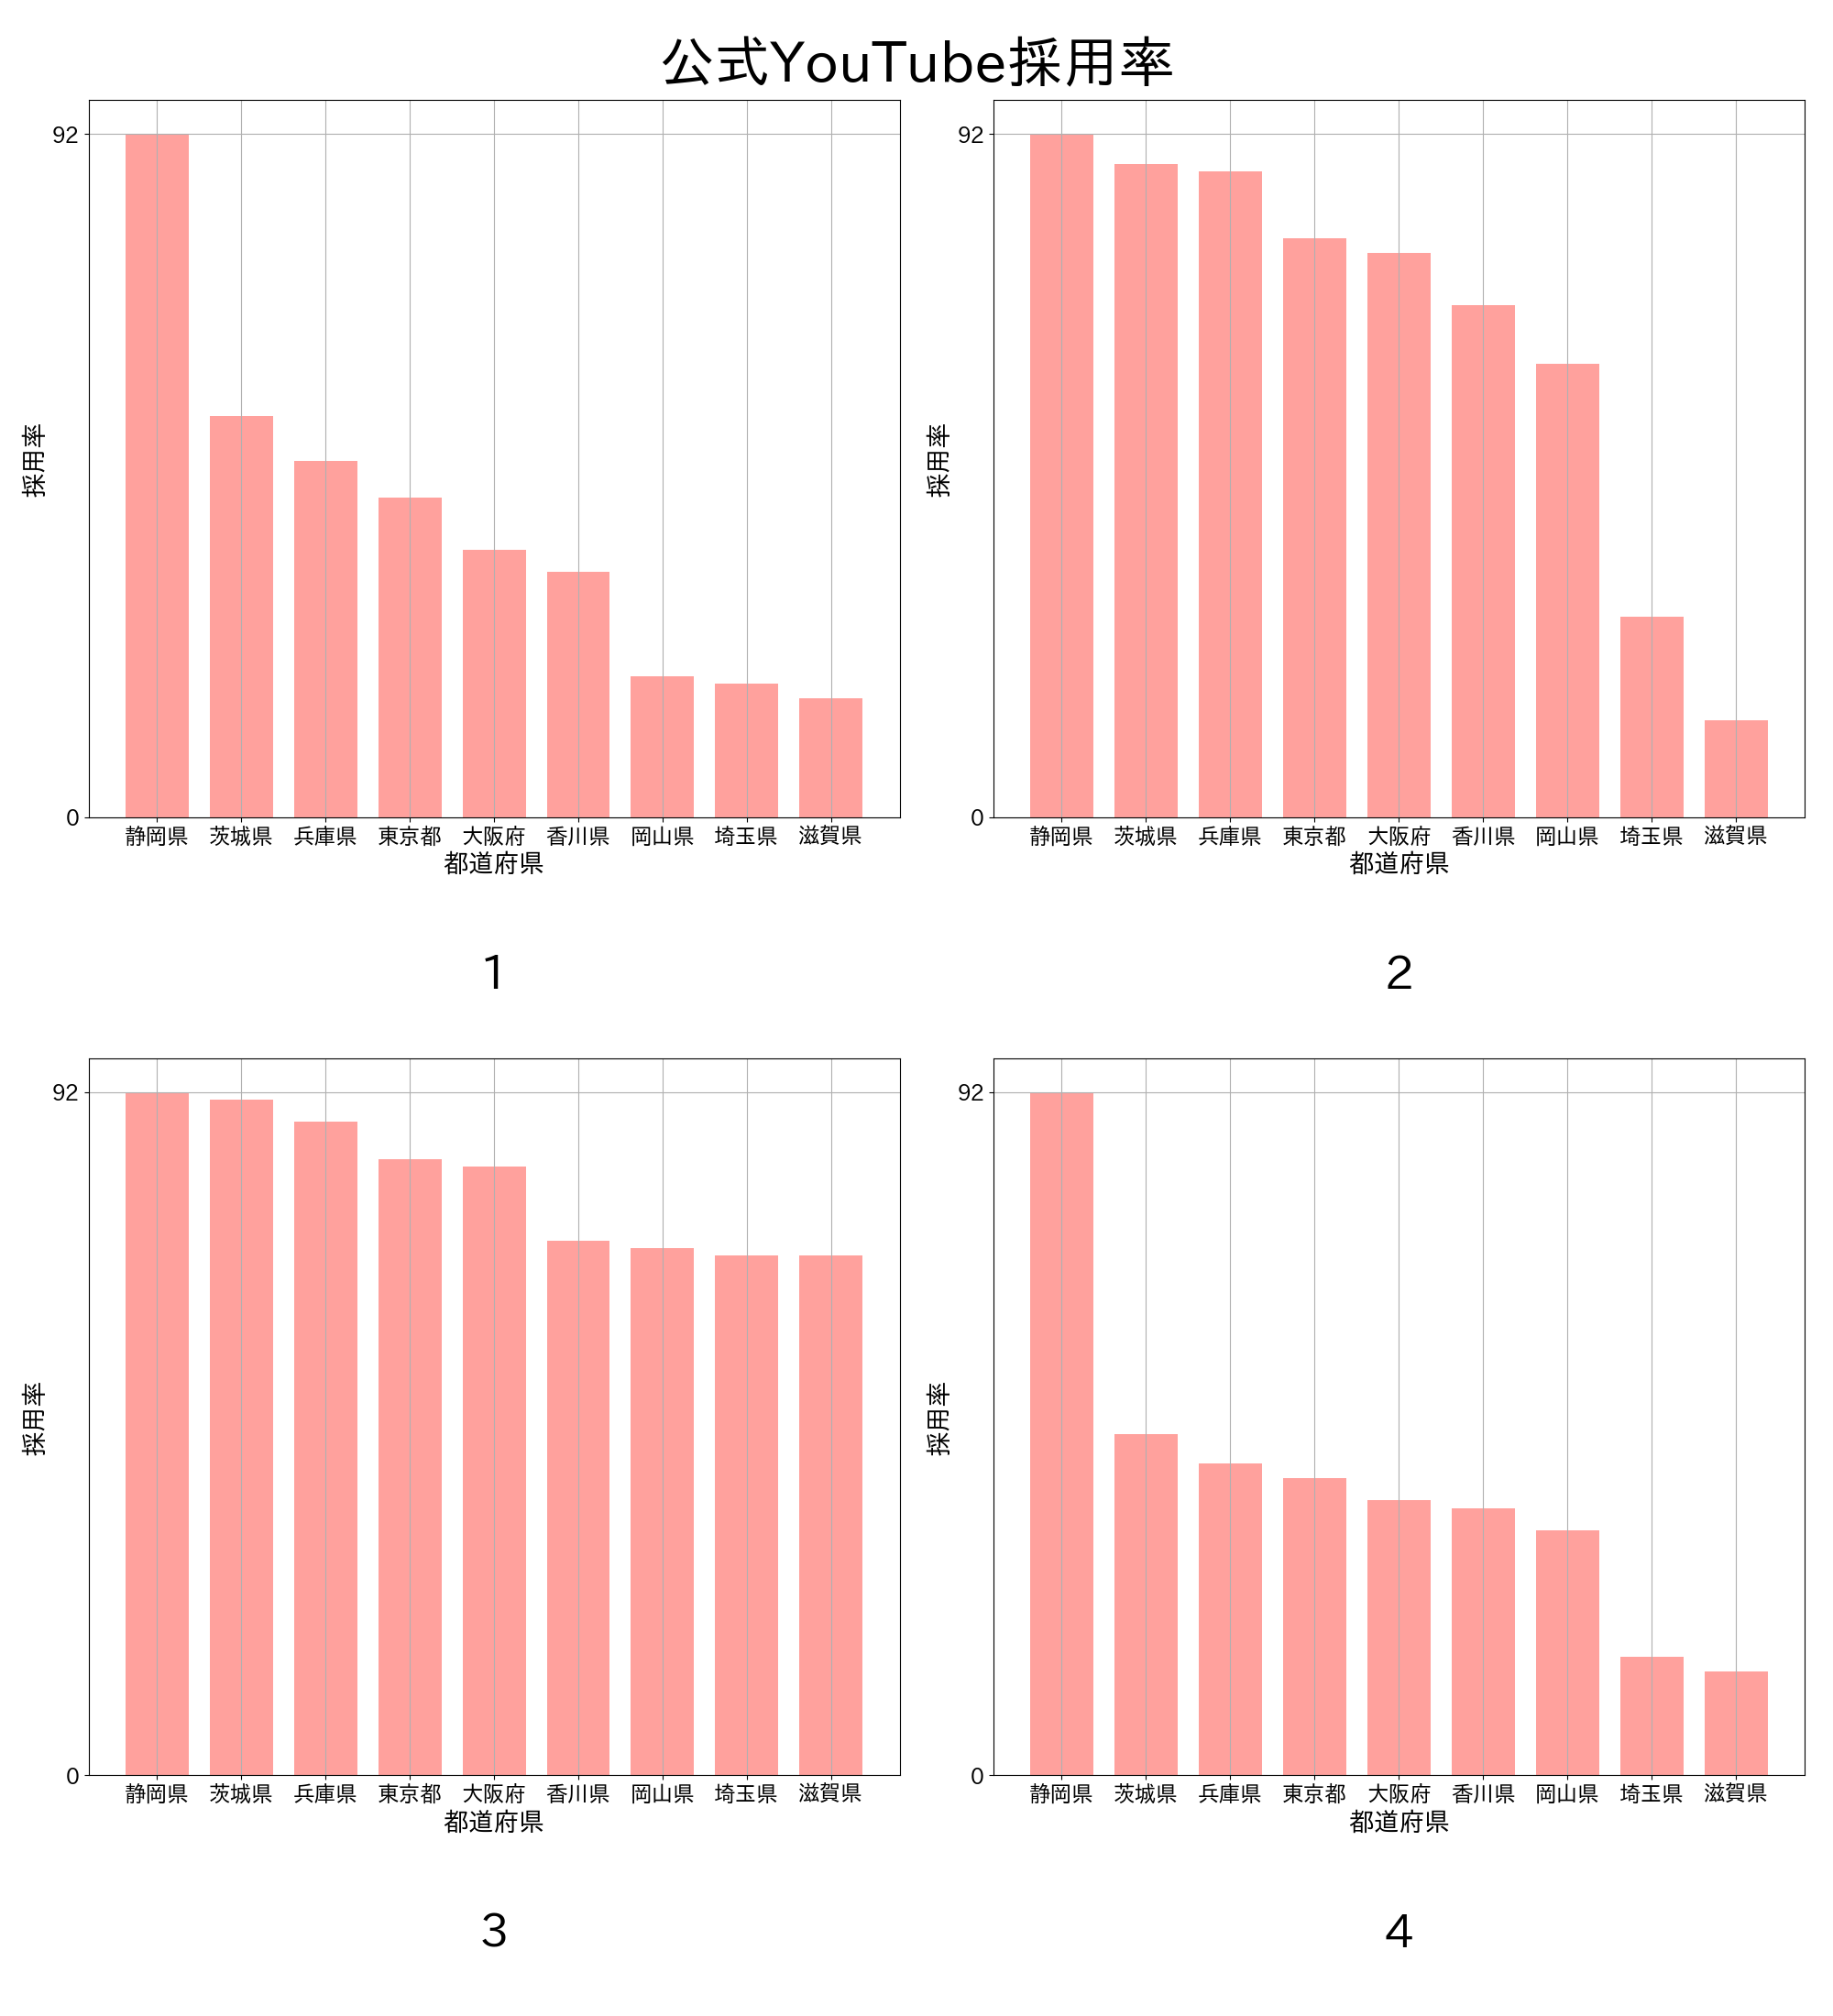 公式YouTube採用率
92
0
採用率
静岡県 茨城県 兵庫県 東京都 大阪府 香川県 岡山県 埼玉県 滋賀県
都道府県
1
92
0
採用率
静岡県 茨城県 兵庫県 東京都 大阪府 香川県 岡山県 埼玉県 滋賀県
都道府県
2
92
0
採用率
静岡県 茨城県 兵庫県 東京都 大阪府 香川県 岡山県 埼玉県 滋賀県
都道府県
3
92
0
採用率
静岡県 茨城県 兵庫県 東京都 大阪府 香川県 岡山県 埼玉県 滋賀県
都道府県
4